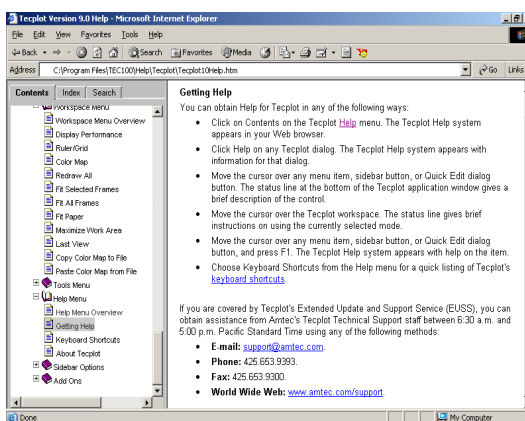 Tecplot Version 9.0 Help - Microsoft Internet Explorer
File Edit View Favorites Tools Help
Back Search Favorites Media
Address C:\Program Files\TEC100\Help\Tecplot\Tecplot10Help.htm Go Links
Contents Index Search
Workspace Menu
Workspace Menu Overview
Display Performance
Ruler/Grid
Color Map
Redraw All
Fit Selected Frames
Fit All Frames
Fit Paper
Maximize Work Area
Last View
Copy Color Map to File
Paste Color Map from File
Tools Menu
Help Menu
Help Menu Overview
Getting Help
Keyboard Shortcuts
About Tecplot
Sidebar Options
Add Ons
Getting Help
You can obtain Help for Tecplot in any of the following ways:
• Click on Contents on the Tecplot Help menu. The Tecplot Help system
appears in your Web browser.
• Click Help on any Tecplot dialog. The Tecplot Help system appears with
information for that dialog.
• Move the cursor over any menu item, sidebar button, or Quick Edit dialog
button. The status line at the bottom of the Tecplot application window gives a
brief description of the control.
• Move the cursor over the Tecplot workspace. The status line gives brief
instructions on using the currently selected mode.
• Move the cursor over any menu item, sidebar button, or Quick Edit dialog
button, and press F1. The Tecplot Help system appears with help on the item.
• Choose Keyboard Shortcuts from the Help menu for a quick listing of Tecplot's
keyboard shortcuts.
If you are covered by Tecplot's Extended Update and Support Service (EUSS), you can
obtain assistance from Amtec's Tecplot Technical Support staff between 6:30 a.m. and
5:00 p.m. Pacific Standard Time using any of the following methods:
• E-mail: support@amtec.com.
• Phone: 425.653.9393.
• Fax: 425.653.9300.
• World Wide Web: www.amtec.com/support.
Done My Computer